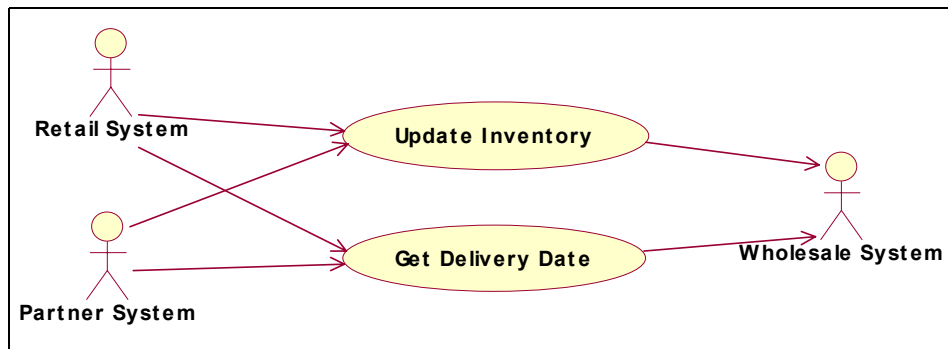 Retail System
Update Inventory
Wholesale System
Get Delivery Date
Partner System